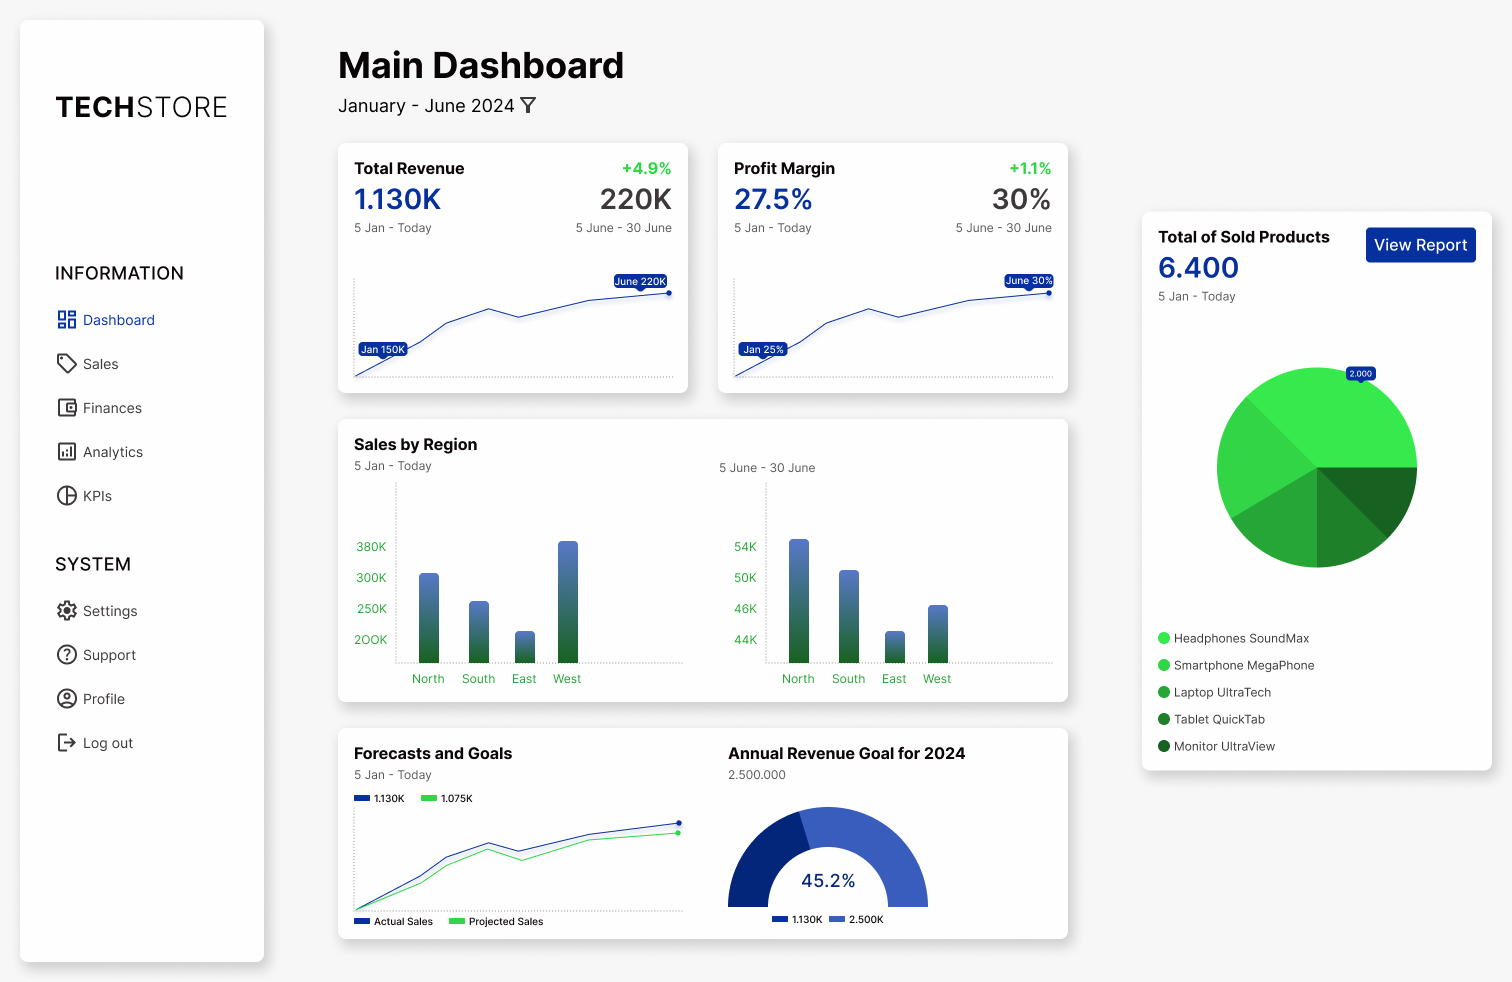 TECHSTORE
INFORMATION
Dashboard
Sales
Finances
Analytics
KPIs
SYSTEM
Settings
Support
Profile
Log out
Main Dashboard
January - June 2024
Total Revenue
+4.9%
1.130K
220K
5 Jan - Today
5 June - 30 June
June 220K
Jan 150K
Profit Margin
+1.1%
27.5%
30%
5 Jan - Today
5 June - 30 June
June 30%
Jan 25%
Sales by Region
5 Jan - Today
380K
300K
250K
2OOK
North South East West
5 June - 30 June
54K
50K
46K
44K
North South East West
Forecasts and Goals
5 Jan - Today
1.130K 1.075K
Actual Sales Projected Sales
Annual Revenue Goal for 2024
2.500.000
45.2%
1.130K 2.500K
Total of Sold Products
View Report
6.400
5 Jan - Today
2.000
Headphones SoundMax
Smartphone MegaPhone
Laptop UltraTech
Tablet QuickTab
Monitor UltraView